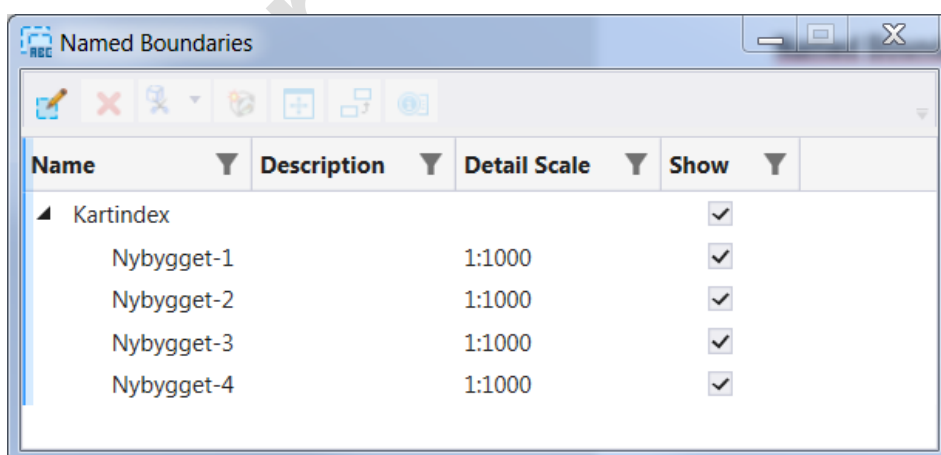 Named Boundaries
Name Description Detail Scale Show
Kartindex
Nybygget-1 1:1000
Nybygget-2 1:1000
Nybygget-3 1:1000
Nybygget-4 1:1000